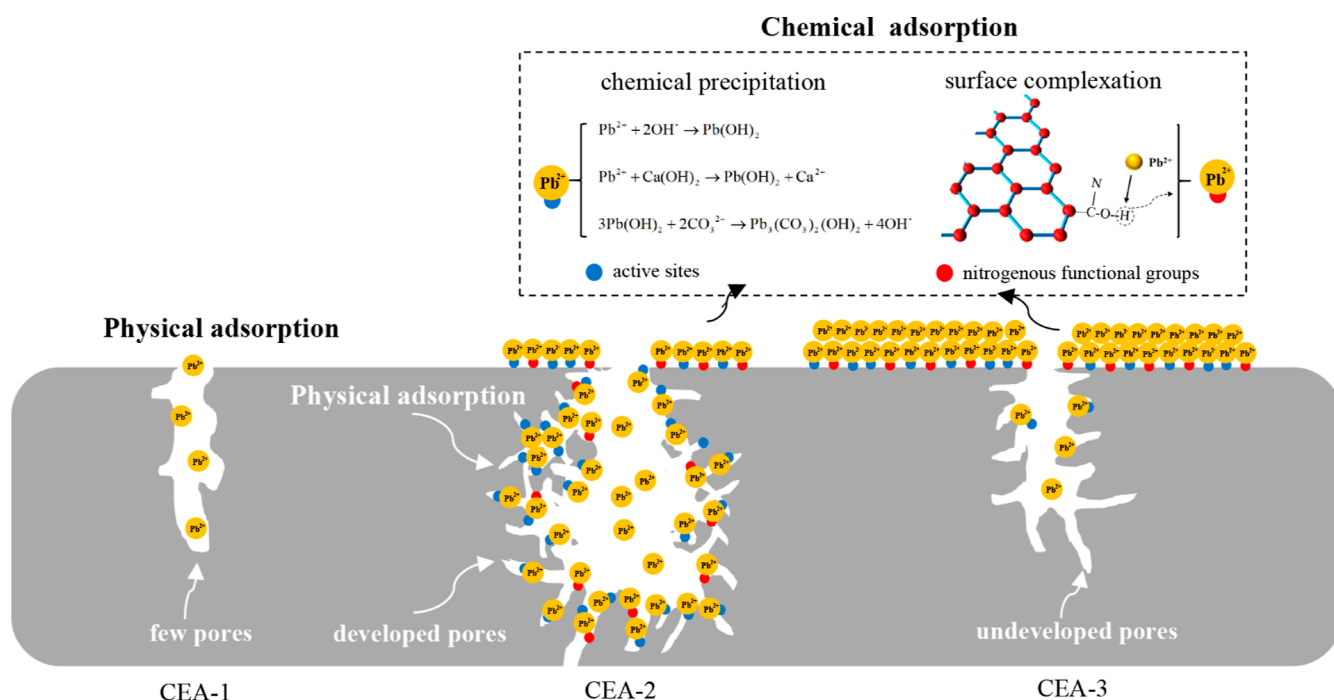 Chemical adsorption
chemical precipitation
surface complexation
Pb²⁺ + 2OH⁻ → Pb(OH)₂
Pb²⁺ + Ca(OH)₂ → Pb(OH)₂ + Ca²⁺
3Pb(OH)₂ + 2CO₃²⁻ → Pb₃(CO₃)₂(OH)₂ + 4OH⁻
Pb²⁺
Pb²⁺
N
C-O-H
Pb²⁺
active sites
nitrogenous functional groups
Physical adsorption
Physical adsorption
few pores
developed pores
undeveloped pores
CEA-1
CEA-2
CEA-3